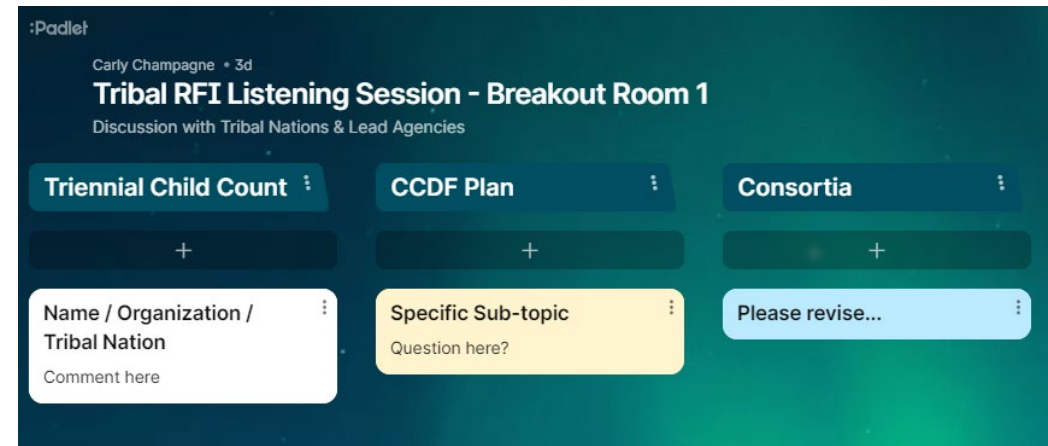 :Padlet
Carly Champagne • 3d
Tribal RFI Listening Session - Breakout Room 1
Discussion with Tribal Nations & Lead Agencies
Triennial Child Count
CCDF Plan
Consortia
+
+
+
Name / Organization /
Tribal Nation
Comment here
Specific Sub-topic
Question here?
Please revise...